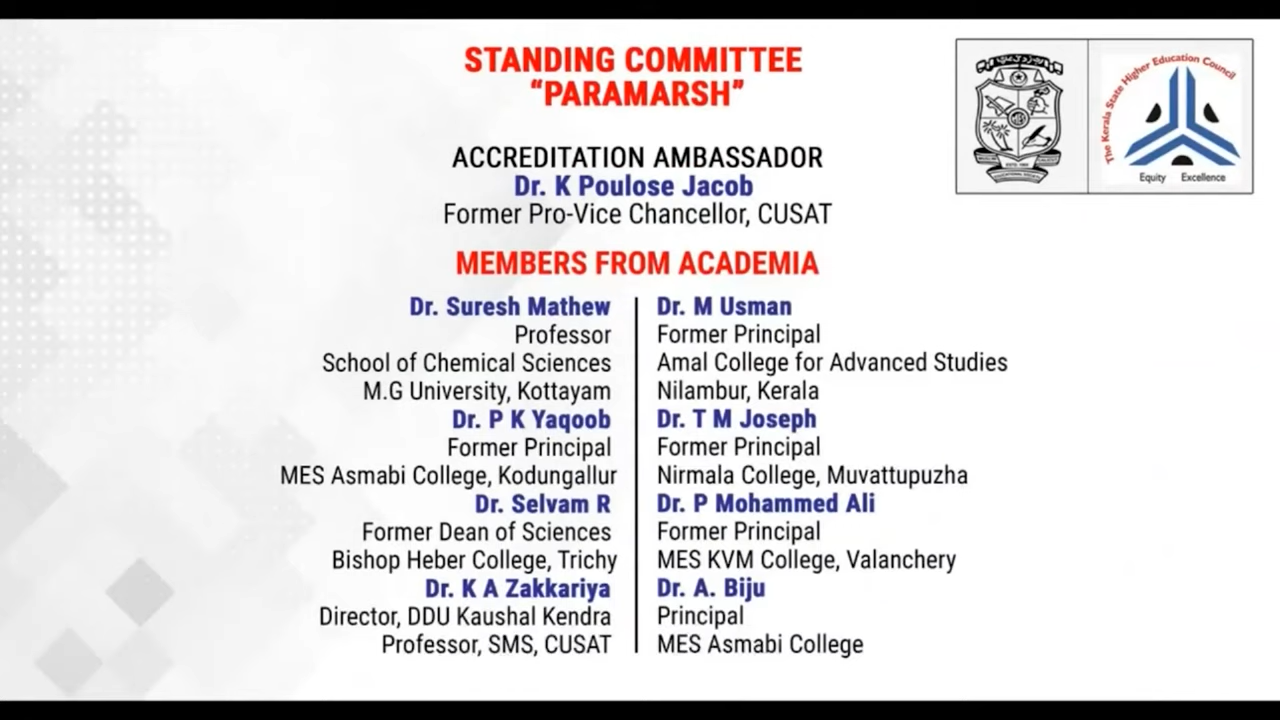 STANDING COMMITTEE
“PARAMARSH”
ACCREDITATION AMBASSADOR
Dr. K Poulose Jacob
Former Pro-Vice Chancellor, CUSAT
MEMBERS FROM ACADEMIA
Dr. Suresh Mathew
Professor
School of Chemical Sciences
M.G University, Kottayam
Dr. P K Yaqoob
Former Principal
MES Asmabi College, Kodungallur
Dr. Selvam R
Former Dean of Sciences
Bishop Heber College, Trichy
Dr. K A Zakkariya
Director, DDU Kaushal Kendra
Professor, SMS, CUSAT
Dr. M Usman
Former Principal
Amal College for Advanced Studies
Nilambur, Kerala
Dr. T M Joseph
Former Principal
Nirmala College, Muvattupuzha
Dr. P Mohammed Ali
Former Principal
MES KVM College, Valanchery
Dr. A. Biju
Principal
MES Asmabi College
MES
The Kerala State Higher Education Council
Equity Excellence